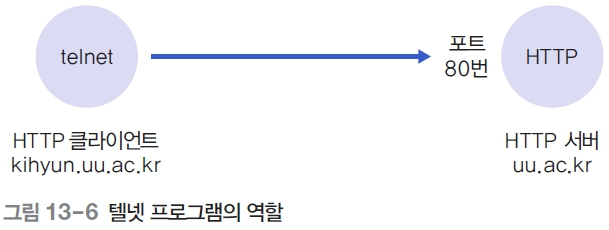 telnet
포트
80번
HTTP
HTTP 클라이언트
kihyun.uu.ac.kr
HTTP 서버
uu.ac.kr
그림 13-6 텔넷 프로그램의 역할